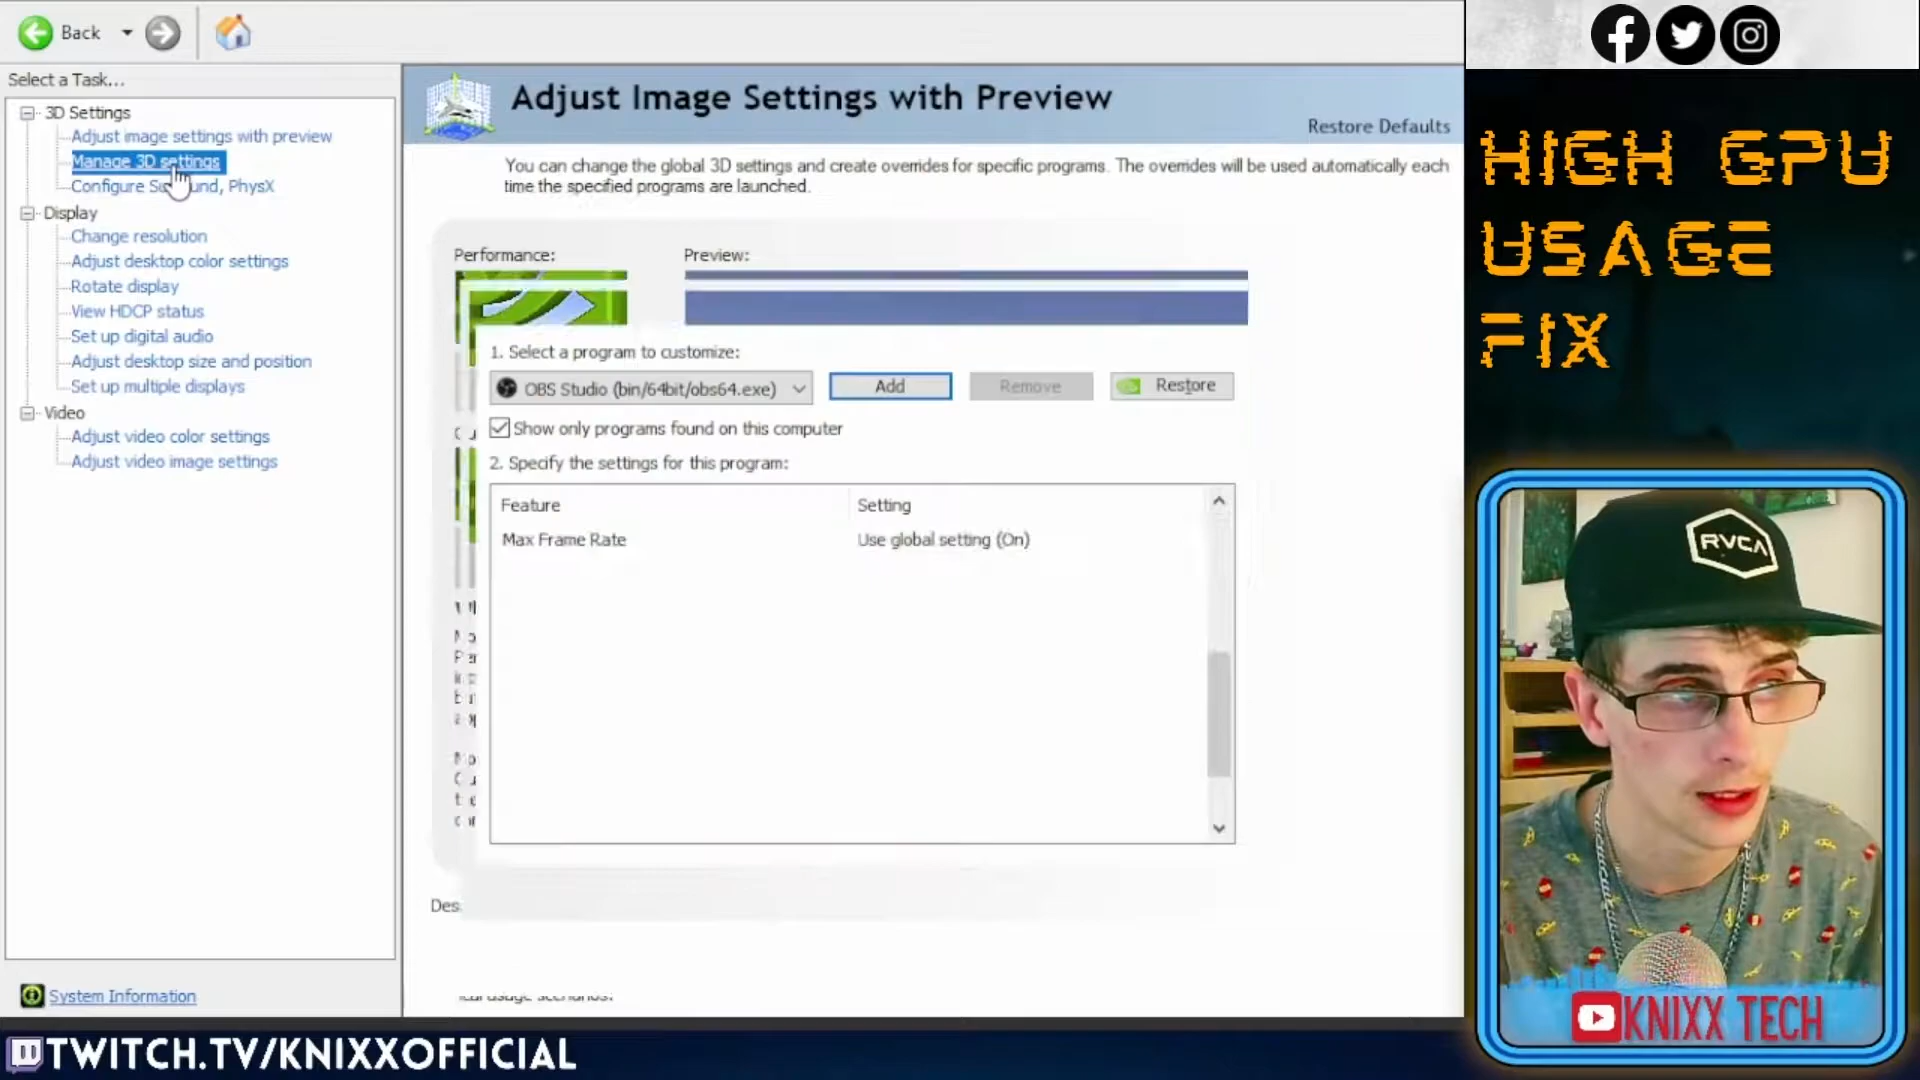 Back
Select a Task...
3D Settings
Adjust image settings with preview
Manage 3D settings
Configure Surround, PhysX
Display
Change resolution
Adjust desktop color settings
Rotate display
View HDCP status
Set up digital audio
Adjust desktop size and position
Set up multiple displays
Video
Adjust video color settings
Adjust video image settings
System Information
Adjust Image Settings with Preview
Restore Defaults
You can change the global 3D settings and create overrides for specific programs. The overrides will be used automatically each
time the specified programs are launched.
Performance:
Preview:
1. Select a program to customize:
OBS Studio (bin/64bit/obs64.exe)
Add
Remove
Restore
Show only programs found on this computer
2. Specify the settings for this program:
Feature
Setting
Max Frame Rate
Use global setting (On)
Des
HIGH GPU
USAGE
FIX
RVCA
KNIXX TECH
TWITCH.TV/KNIXXOFFICIAL